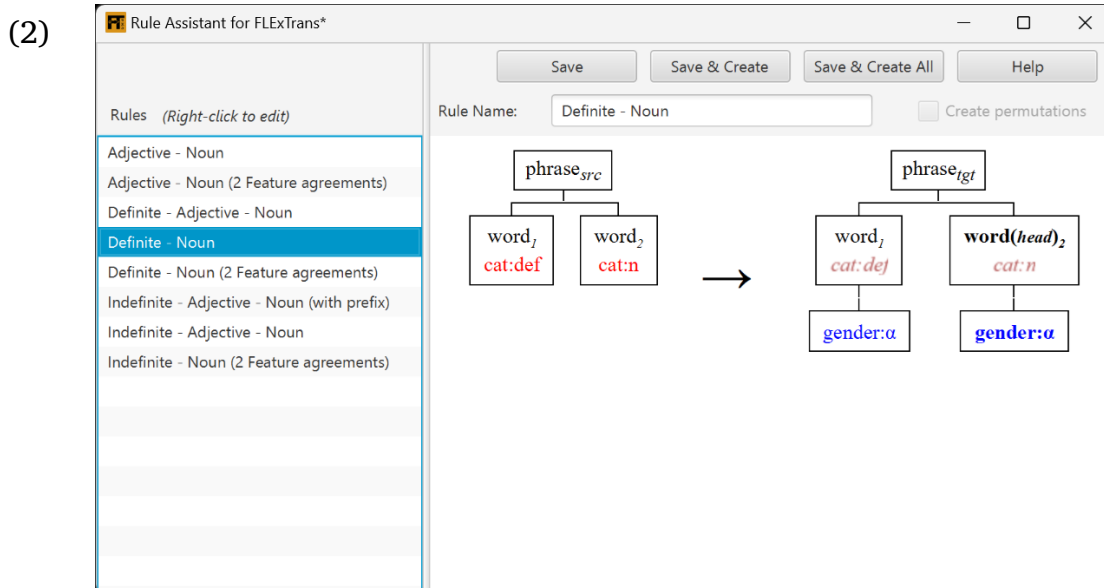 (2)
Rule Assistant for FLExTrans*
Save Save & Create Save & Create All Help
Rules (Right-click to edit)
Rule Name: Definite - Noun Create permutations
Adjective - Noun
Adjective - Noun (2 Feature agreements)
Definite - Adjective - Noun
Definite - Noun
Definite - Noun (2 Feature agreements)
Indefinite - Adjective - Noun (with prefix)
Indefinite - Adjective - Noun
Indefinite - Noun (2 Feature agreements)
phrasesrc → phrasetgt
word1 word2 word1 word(head)2
cat:def cat:n cat:def cat:n
gender:α gender:α